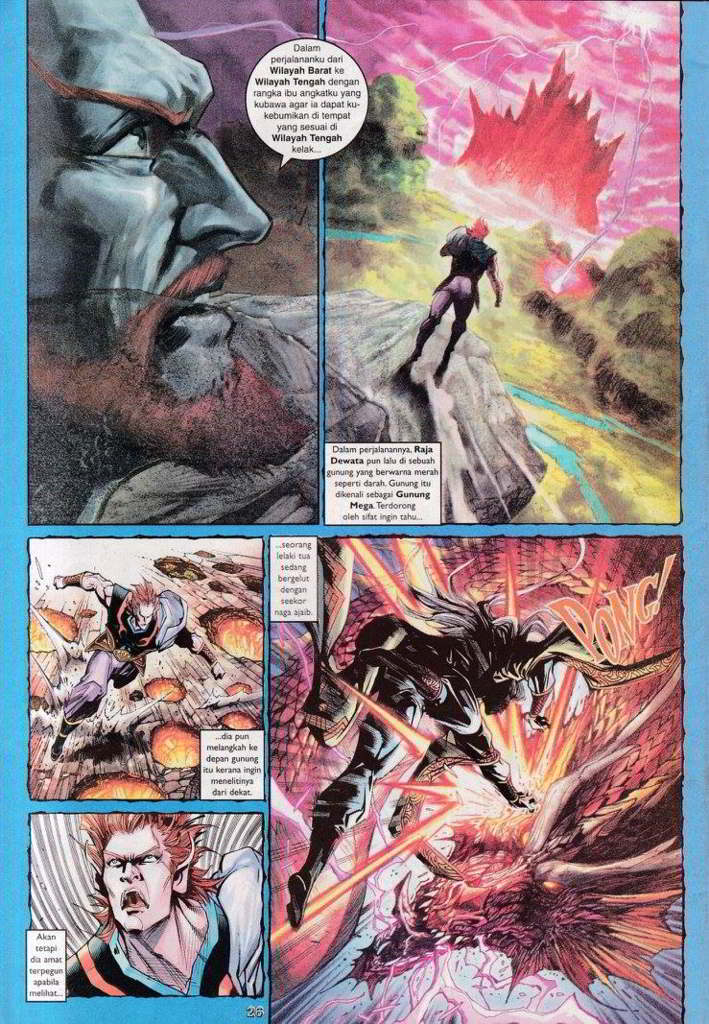 Dalam
perjalananku dari
Wilayah Barat ke
Wilayah Tengah dengan
rangka ibu angkatku yang
kubawa agar ia dapat ku-
kebumikan di tempat
yang sesuai di
Wilayah Tengah
kelak...
Dalam perjalanannya, Raja
Dewata pun lalu di sebuah
gunung yang berwarna merah
seperti darah. Gunung itu
dikenali sebagai Gunung
Mega. Terdorong
oleh sifat ingin tahu...
...dia pun
melangkah ke
depan gunung
itu kerana ingin
menelitinya
dari dekat.
Akan
tetapi
dia amat
terpegun
apabila
melihat...
...seorang
lelaki tua
sedang
bergelut
dengan
seekor
naga ajaib.
PONG!
26